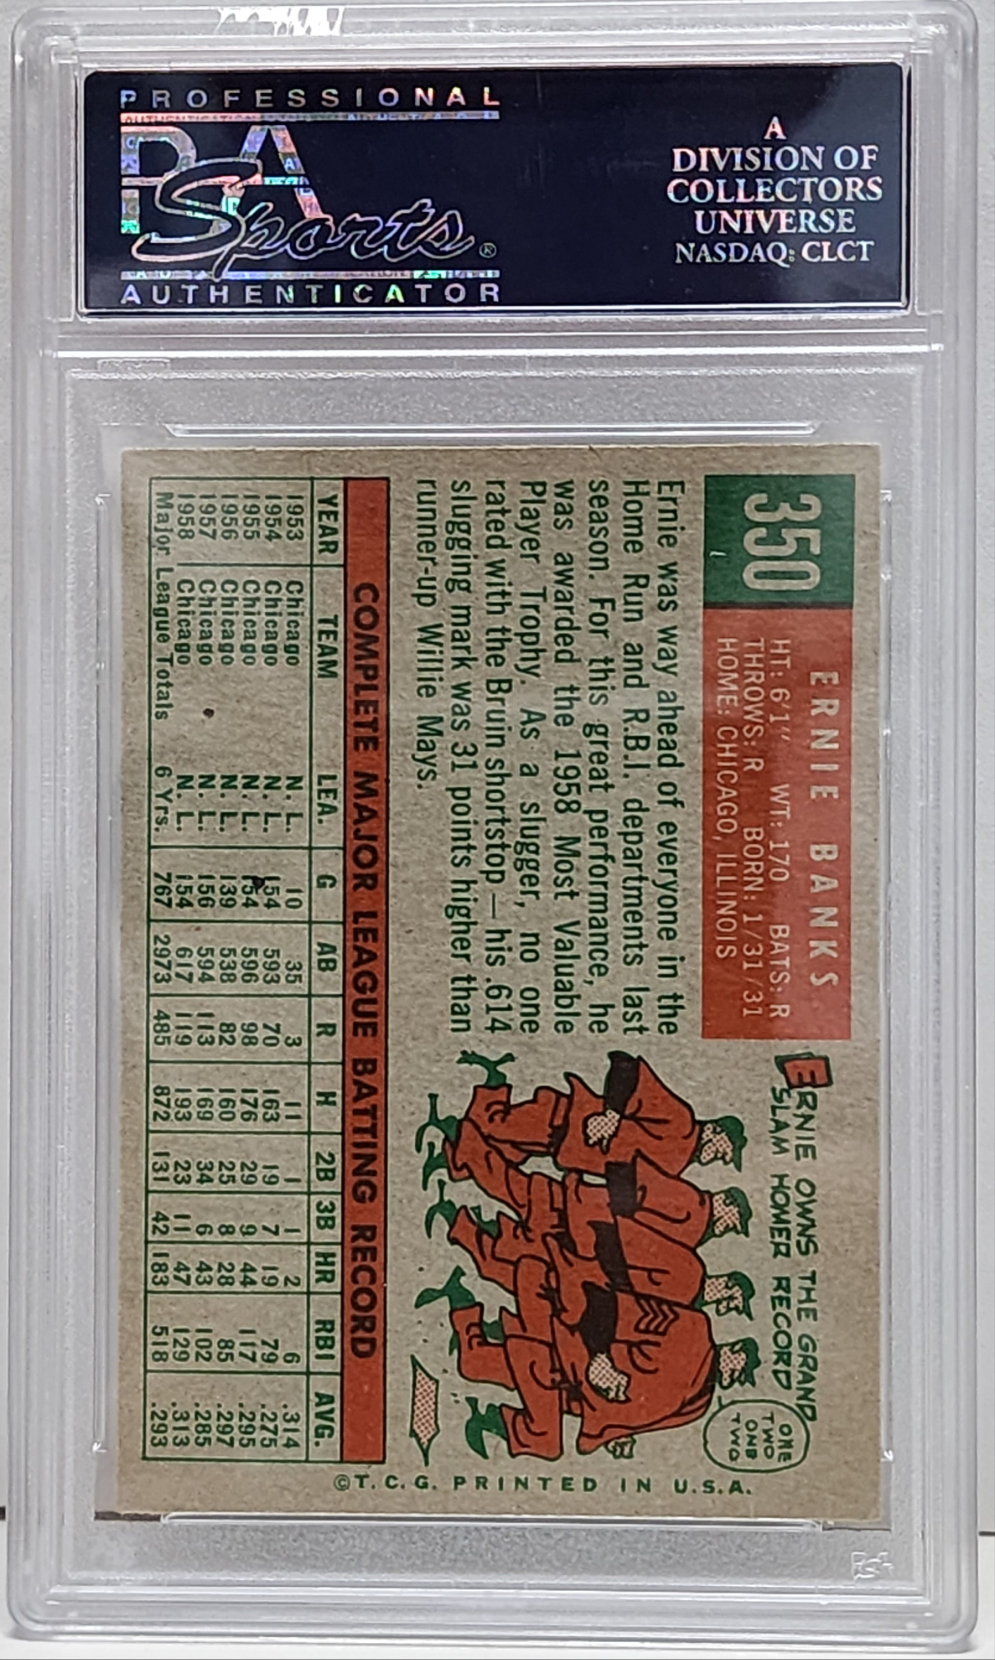 PROFESSIONAL
PSA
Sports®
AUTHENTICATOR
A
DIVISION OF
COLLECTORS
UNIVERSE
NASDAQ: CLCT
350
ERNIE BANKS
HT: 6'1" WT: 170 BATS: R
THROWS: R BORN: 1/31/31
HOME: CHICAGO, ILLINOIS
Ernie was way ahead of everyone in the
Home Run and R.B.I. departments last
season. For this great performance, he
was awarded the 1958 Most Valuable
Player Trophy. As a slugger, no one
rated with the Bruin shortstop — his .614
slugging mark was 31 points higher than
runner-up Willie Mays.
ERNIE OWNS THE GRAND
SLAM HOMER RECORD
ONE
TWO
ONE
TWO
COMPLETE MAJOR LEAGUE BATTING RECORD
YEAR TEAM LEA. G AB R H 2B 3B HR RBI AVG.
1953 Chicago N. L. 10 35 3 11 1 1 2 6 .314
1954 Chicago N. L. 154 593 70 163 19 7 19 79 .275
1955 Chicago N. L. 154 596 98 176 29 9 44 117 .295
1956 Chicago N. L. 139 538 82 160 25 8 28 85 .297
1957 Chicago N. L. 156 594 113 169 34 6 43 102 .285
1958 Chicago N. L. 154 617 119 193 23 11 47 129 .313
Major League Totals 6 Yrs. 767 2973 485 872 131 42 183 518 .293
©T.C.G. PRINTED IN U.S.A.